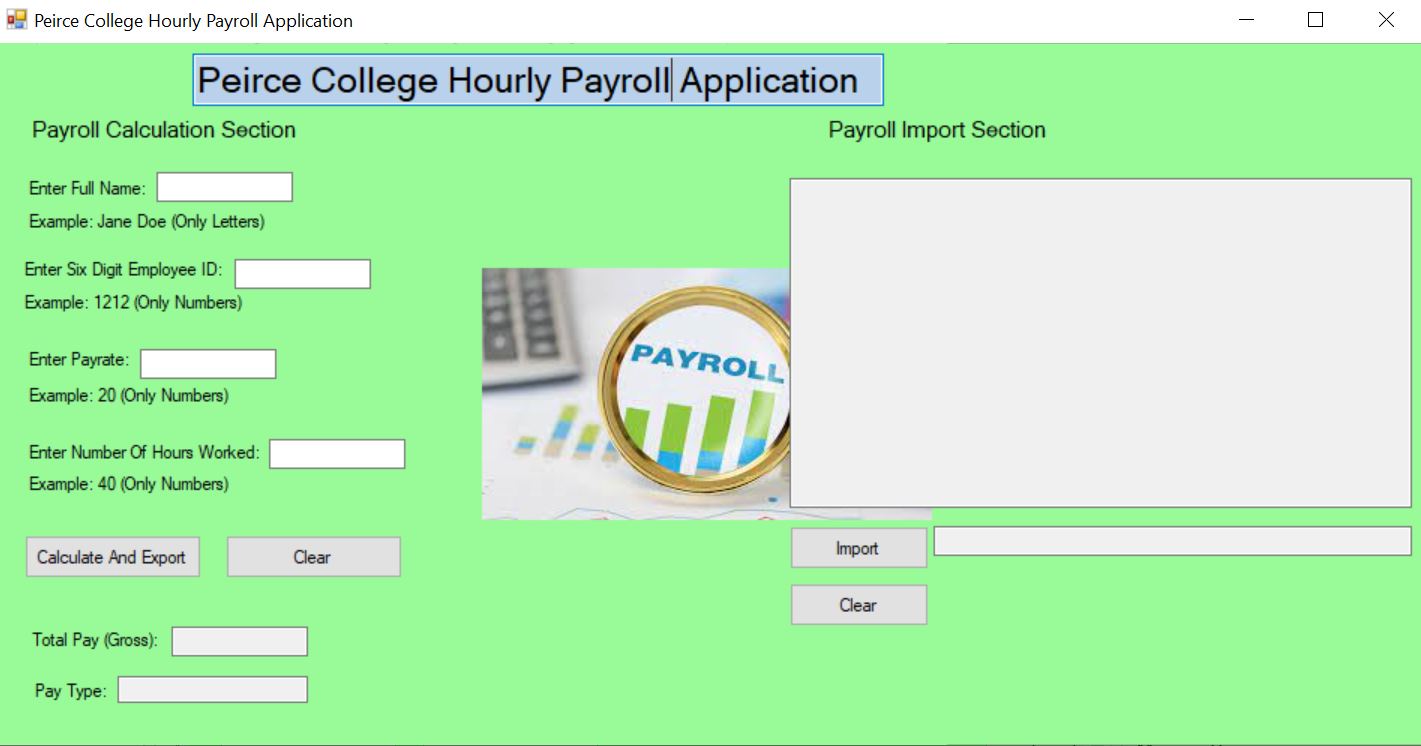 Peirce College Hourly Payroll Application
Peirce College Hourly Payroll Application
Payroll Calculation Section
Enter Full Name:
Example: Jane Doe (Only Letters)
Enter Six Digit Employee ID:
Example: 1212 (Only Numbers)
Enter Payrate:
Example: 20 (Only Numbers)
Enter Number Of Hours Worked:
Example: 40 (Only Numbers)
Calculate And Export
Clear
Total Pay (Gross):
Pay Type:
PAYROLL
Payroll Import Section
Import
Clear